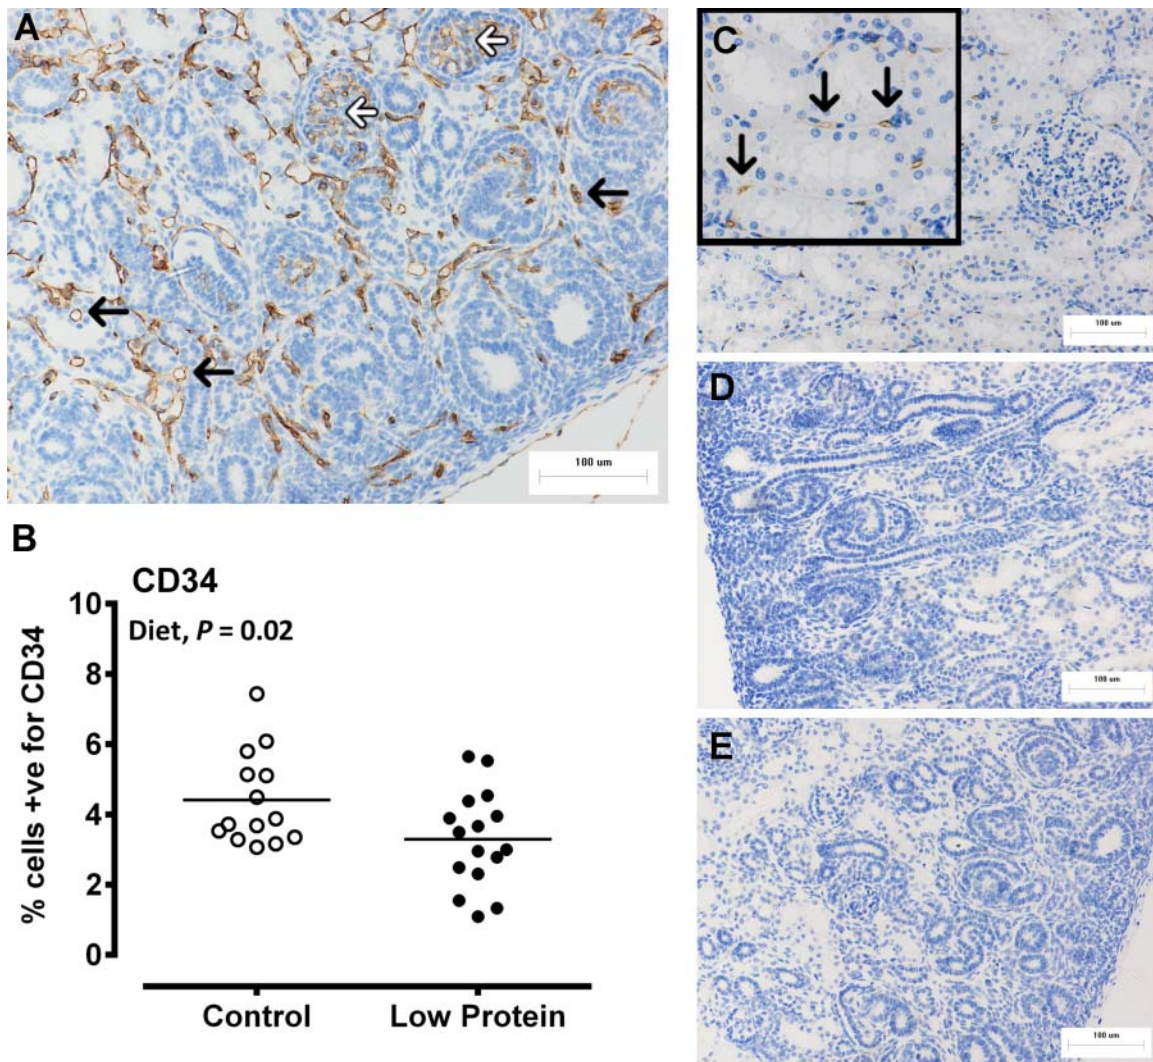 A
100 um
B
CD34
Diet, P = 0.02
% cells +ve for CD34
10
8
6
4
2
0
Control
Low Protein
C
100 um
D
100 um
E
100 um